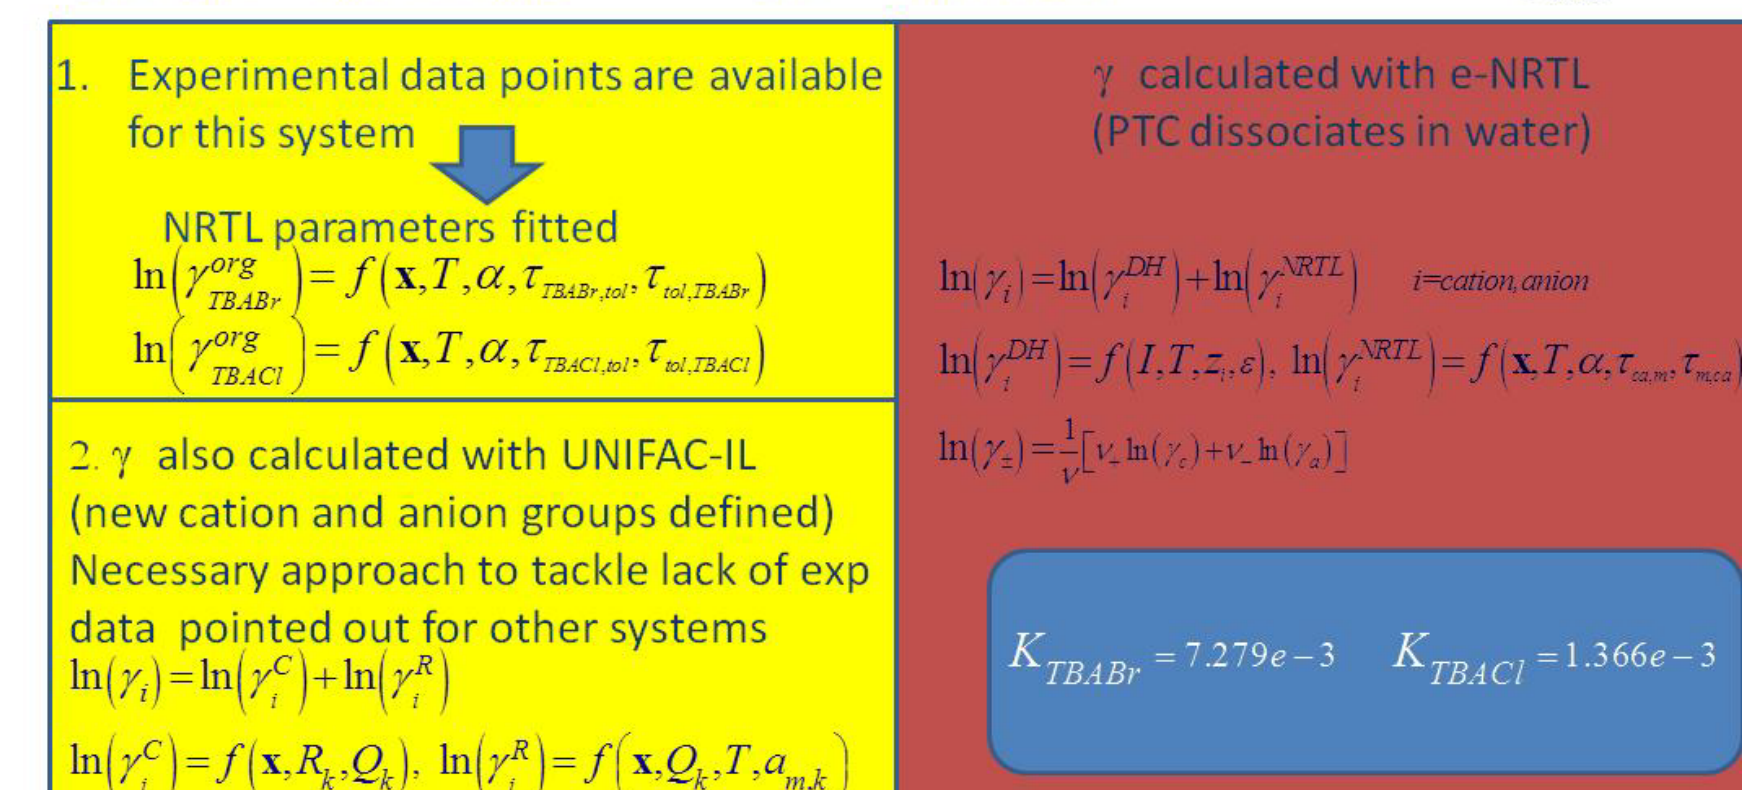 1. Experimental data points are available
for this system
NRTL parameters fitted
ln(γ_TBABr^org) = f(x,T,α,τ_TBABr,tol,τ_tol,TBABr)
ln(γ_TBACl^org) = f(x,T,α,τ_TBACl,tol,τ_tol,TBACl)
2. γ also calculated with UNIFAC-IL
(new cation and anion groups defined)
Necessary approach to tackle lack of exp
data pointed out for other systems
ln(γ_i)=ln(γ_i^C)+ln(γ_i^R)
ln(γ_i^C)=f(x,R_k,Q_k), ln(γ_i^R)=f(x,Q_k,T,a_m,k)
γ calculated with e-NRTL
(PTC dissociates in water)
ln(γ_i)=ln(γ_i^DH)+ln(γ_i^NRTL) i=cation,anion
ln(γ_i^DH)=f(I,T,z_i,ε), ln(γ_i^NRTL)=f(x,T,α,τ_ca,m,τ_m,ca)
ln(γ_±)=1/ν[ν_+ ln(γ_c)+ν_- ln(γ_a)]
K_TBABr = 7.279e-3 K_TBACl = 1.366e-3